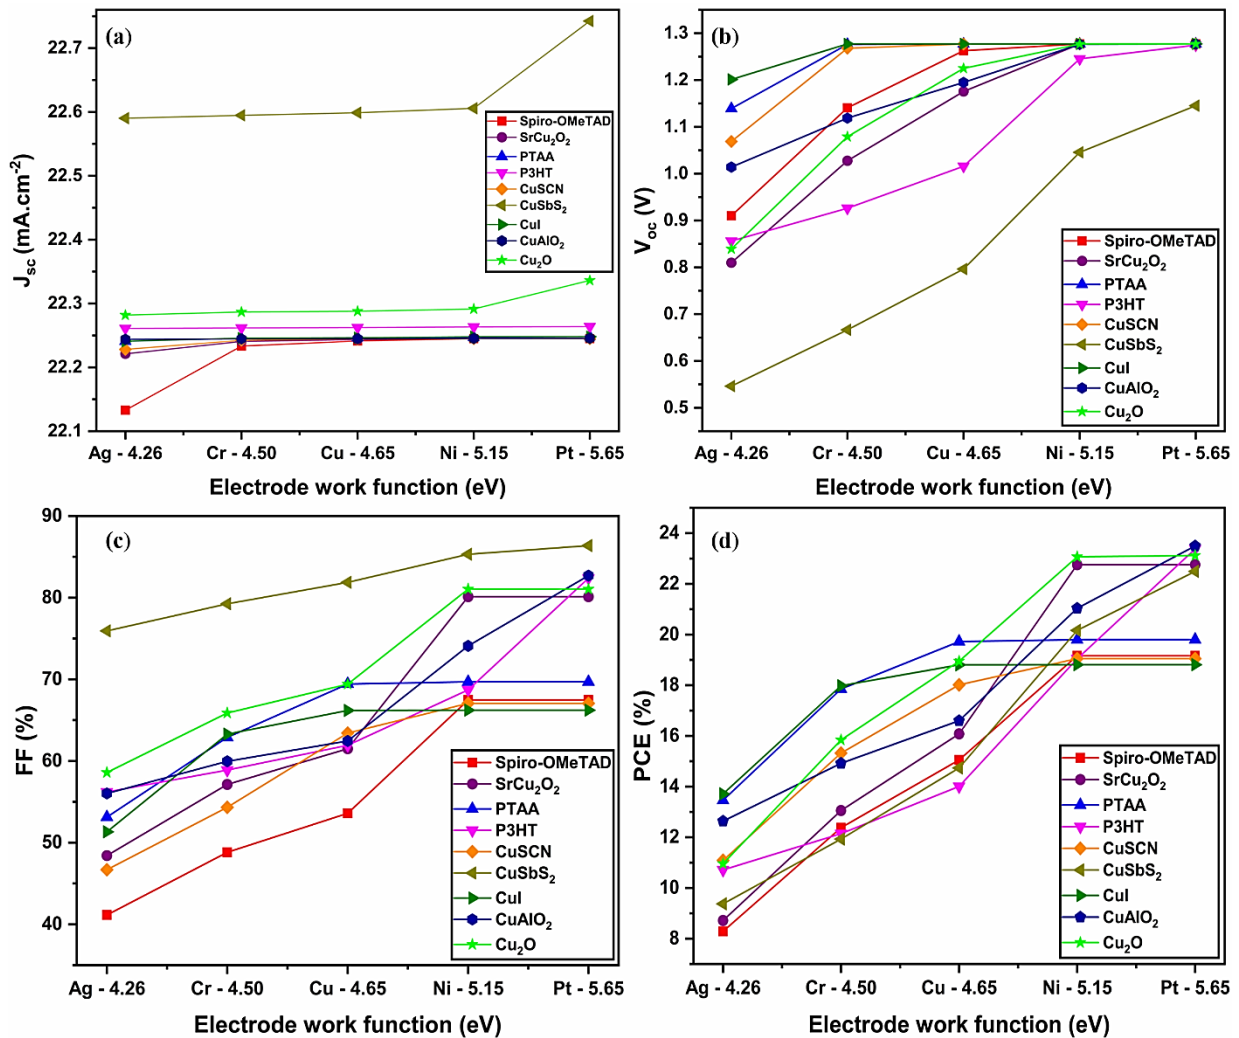 (a)
22.7
22.6
22.5
22.4
22.3
22.2
22.1
J_sc (mA.cm⁻²)
Spiro-OMeTAD
SrCu₂O₂
PTAA
P3HT
CuSCN
CuSbS₂
CuI
CuAlO₂
Cu₂O
Ag - 4.26 Cr - 4.50 Cu - 4.65 Ni - 5.15 Pt - 5.65
Electrode work function (eV)
(b)
1.3
1.2
1.1
1.0
0.9
0.8
0.7
0.6
0.5
V_oc (V)
Spiro-OMeTAD
SrCu₂O₂
PTAA
P3HT
CuSCN
CuSbS₂
CuI
CuAlO₂
Cu₂O
Ag - 4.26 Cr - 4.50 Cu - 4.65 Ni - 5.15 Pt - 5.65
Electrode work function (eV)
(c)
90
80
70
60
50
40
FF (%)
Spiro-OMeTAD
SrCu₂O₂
PTAA
P3HT
CuSCN
CuSbS₂
CuI
CuAlO₂
Cu₂O
Ag - 4.26 Cr - 4.50 Cu - 4.65 Ni - 5.15 Pt - 5.65
Electrode work function (eV)
(d)
24
22
20
18
16
14
12
10
8
PCE (%)
Spiro-OMeTAD
SrCu₂O₂
PTAA
P3HT
CuSCN
CuSbS₂
CuI
CuAlO₂
Cu₂O
Ag - 4.26 Cr - 4.50 Cu - 4.65 Ni - 5.15 Pt - 5.65
Electrode work function (eV)